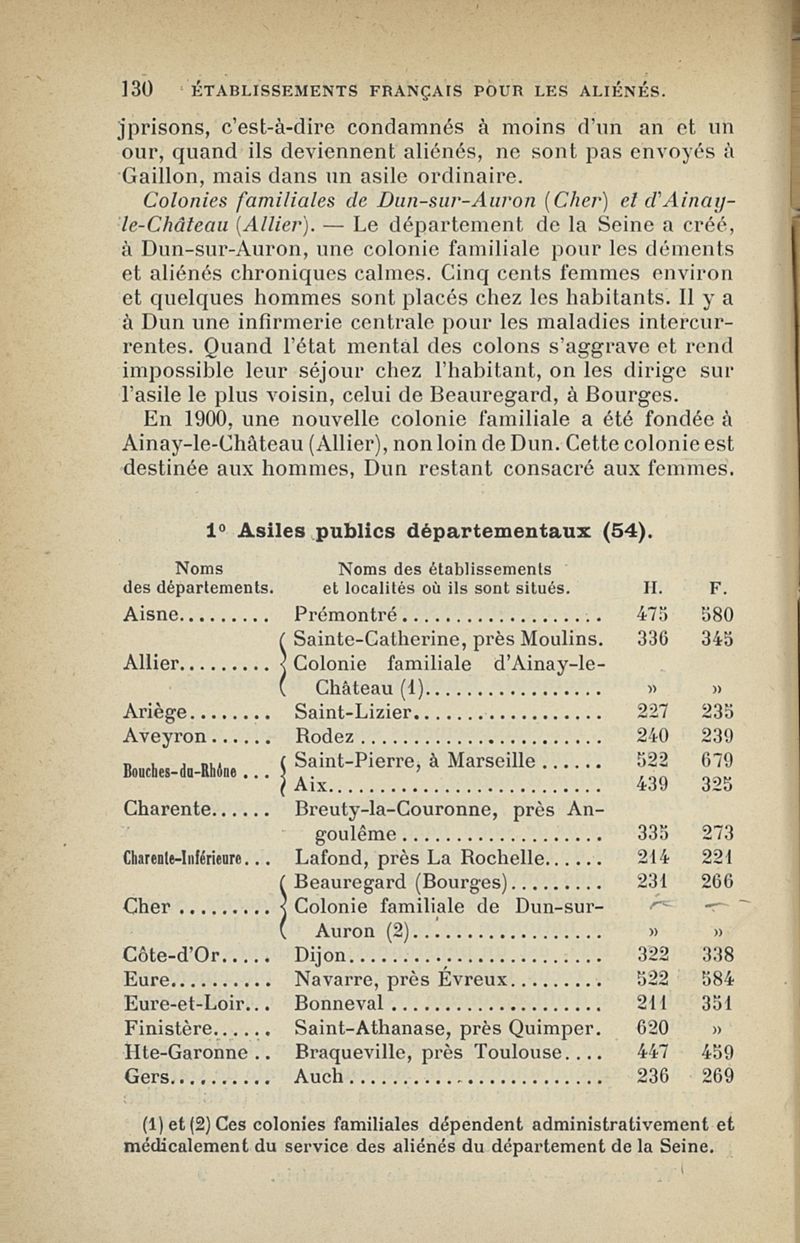 130 ÉTABLISSEMENTS FRANÇAIS POUR LES ALIÉNÉS.
jprisons, c'est-à-dire condamnés à moins d'un an et un
our, quand ils deviennent aliénés, ne sont pas envoyés à
Gaillon, mais dans un asile ordinaire.
Colonies familiales de Dun-sur-Auron (Cher) et d'Ainay-
le-Château (Allier). — Le département de la Seine a créé,
à Dun-sur-Auron, une colonie familiale pour les déments
et aliénés chroniques calmes. Cinq cents femmes environ
et quelques hommes sont placés chez les habitants. Il y a
à Dun une infirmerie centrale pour les maladies intercur-
rentes. Quand l'état mental des colons s'aggrave et rend
impossible leur séjour chez l'habitant, on les dirige sur
l'asile le plus voisin, celui de Beauregard, à Bourges.
En 1900, une nouvelle colonie familiale a été fondée à
Ainay-le-Château (Allier), non loin de Dun. Cette colonie est
destinée aux hommes, Dun restant consacré aux femmes.
1° Asiles publics départementaux (54).
Noms Noms des établissements
des départements. et localités où ils sont situés. H. F.
Aisne.......... Prémontré................... 475 580
Sainte-Catherine, près Moulins. 336 345
Allier.......... Colonie familiale d'Ainay-le-
Château (1).................. » »
Ariège........ Saint-Lizier................... 227 235
Aveyron...... Rodez........................ 240 239
Bouches-du-Rhône... Saint-Pierre, à Marseille...... 522 679
Aix........................... 439 325
Charente...... Breuty-la-Couronne, près An-
goulême.................... 335 273
Charente-Inférieure... Lafond, près La Rochelle...... 214 221
Beauregard (Bourges)......... 231 266
Cher.......... Colonie familiale de Dun-sur-
Auron (2)................... » »
Côte-d'Or..... Dijon......................... 322 338
Eure.......... Navarre, près Évreux......... 522 584
Eure-et-Loir... Bonneval..................... 211 351
Finistère...... Saint-Athanase, près Quimper. 620 »
Hte-Garonne.. Braqueville, près Toulouse.... 447 459
Gers.......... Auch......................... 236 269
(1) et (2) Ces colonies familiales dépendent administrativement et
médicalement du service des aliénés du département de la Seine.